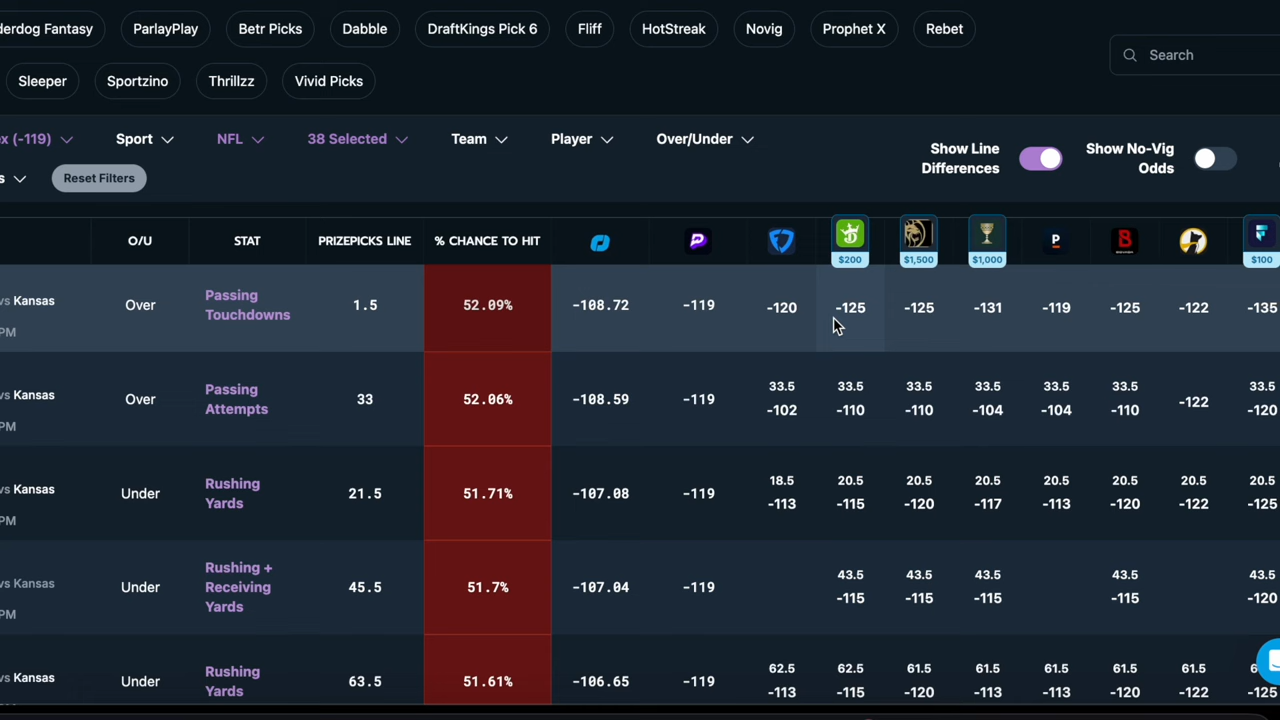 derdog Fantasy ParlayPlay Betr Picks Dabble DraftKings Pick 6 Fliff HotStreak Novig Prophet X Rebet
Search
Sleeper Sportzino Thrillzz Vivid Picks
x (-119) Sport NFL 38 Selected Team Player Over/Under
Show Line Differences Show No-Vig Odds
s Reset Filters
O/U STAT PRIZEPICKS LINE % CHANCE TO HIT
$200 $1,500 $1,000 $100
vs Kansas Over Passing Touchdowns 1.5 52.09% -108.72 -119 -120 -125 -125 -131 -119 -125 -122 -135
PM
33.5 33.5 33.5 33.5 33.5 33.5 33.5
vs Kansas Over Passing Attempts 33 52.06% -108.59 -119 -102 -110 -110 -104 -104 -110 -122 -120
PM
18.5 20.5 20.5 20.5 20.5 20.5 20.5 20.5
vs Kansas Under Rushing Yards 21.5 51.71% -107.08 -119 -113 -115 -120 -117 -113 -120 -122 -125
PM
43.5 43.5 43.5 43.5 43.5
vs Kansas Under Rushing + Receiving Yards 45.5 51.7% -107.04 -119 -115 -115 -115 -115 -120
PM
62.5 62.5 61.5 61.5 61.5 61.5 61.5
vs Kansas Under Rushing Yards 63.5 51.61% -106.65 -119 -113 -115 -120 -113 -113 -120 -122 -125